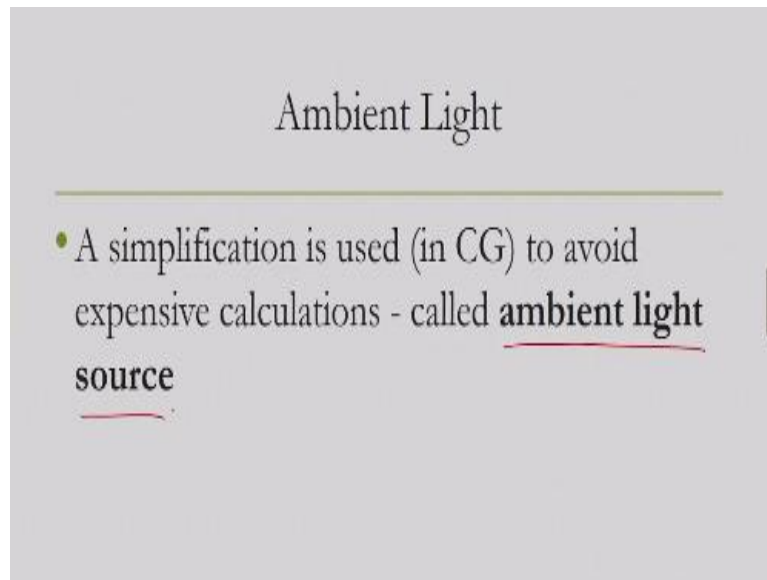 Ambient Light
• A simplification is used (in CG) to avoid
expensive calculations - called ambient light
source